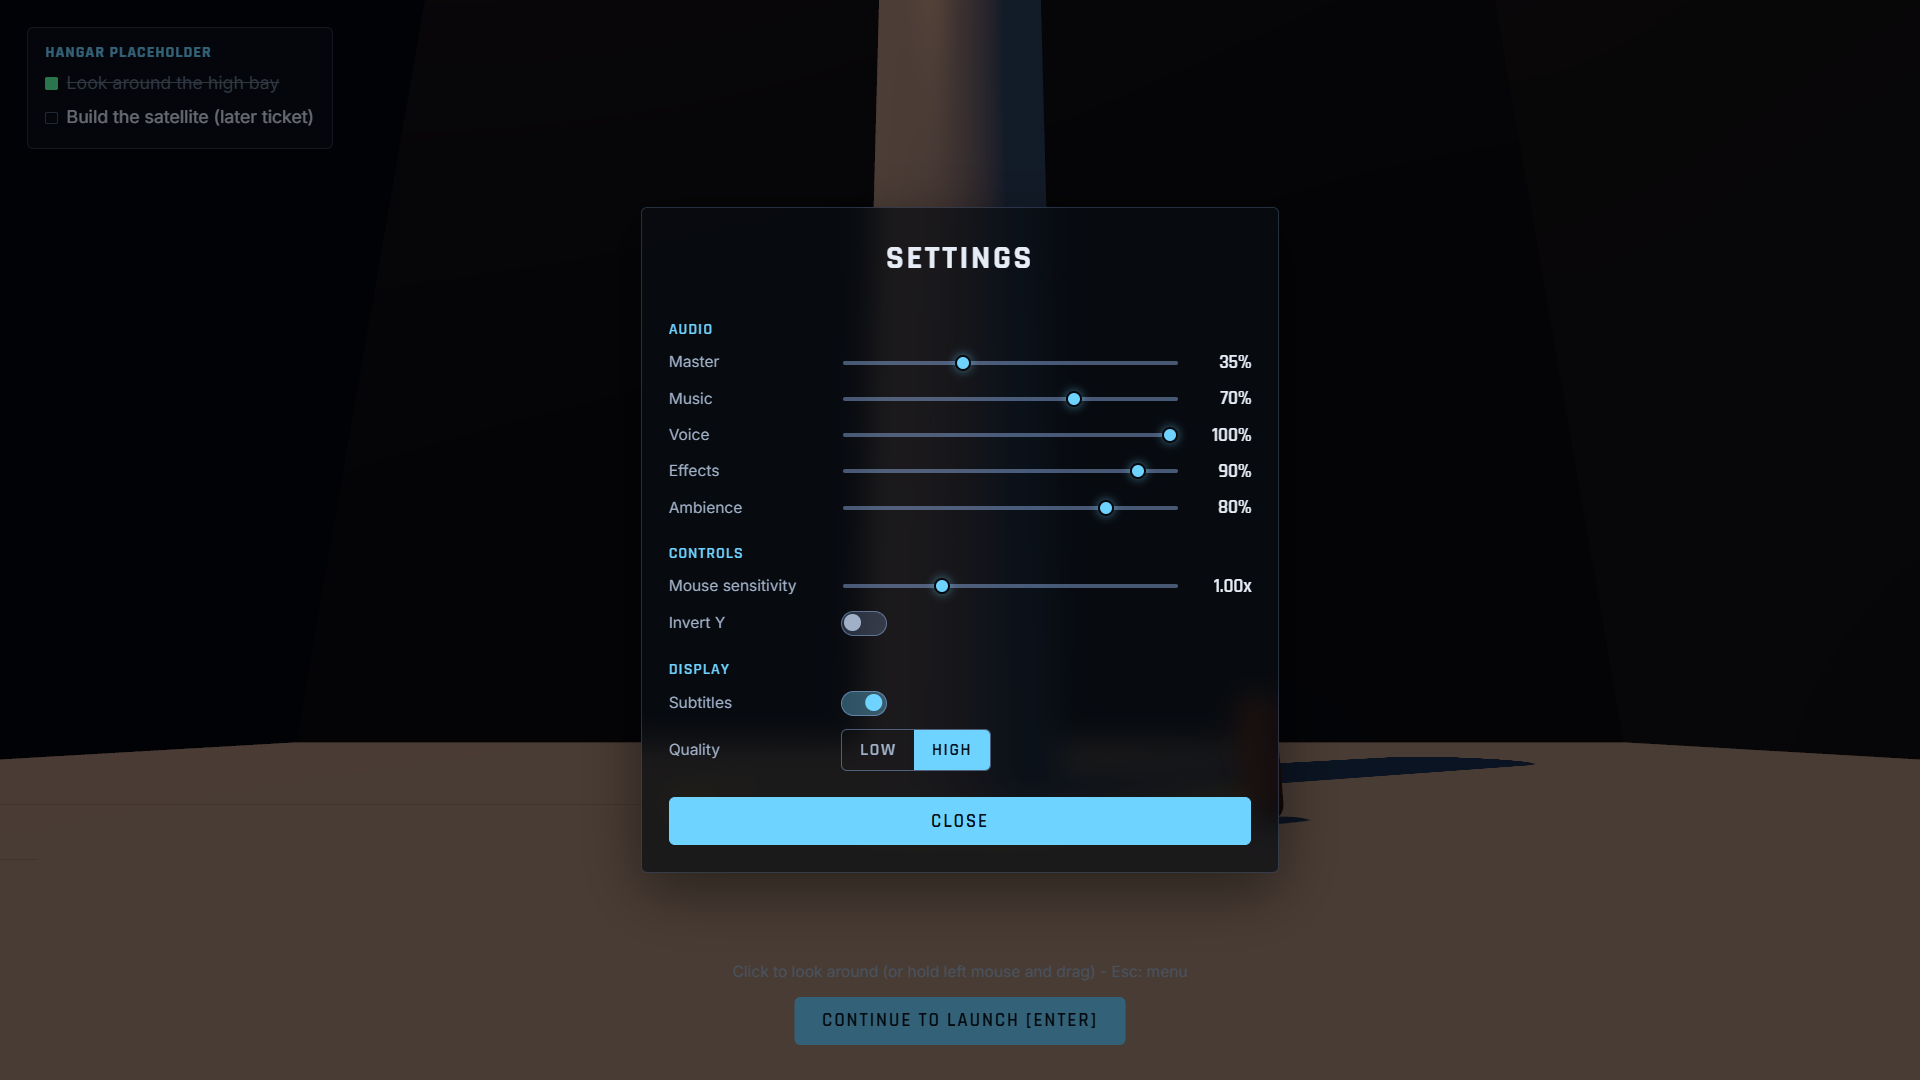 HANGAR PLACEHOLDER
Look around the high bay
Build the satellite (later ticket)
SETTINGS
AUDIO
Master 35%
Music 70%
Voice 100%
Effects 90%
Ambience 80%
CONTROLS
Mouse sensitivity 1.00x
Invert Y
DISPLAY
Subtitles
Quality LOW HIGH
CLOSE
Click to look around (or hold left mouse and drag) - Esc: menu
CONTINUE TO LAUNCH [ENTER]